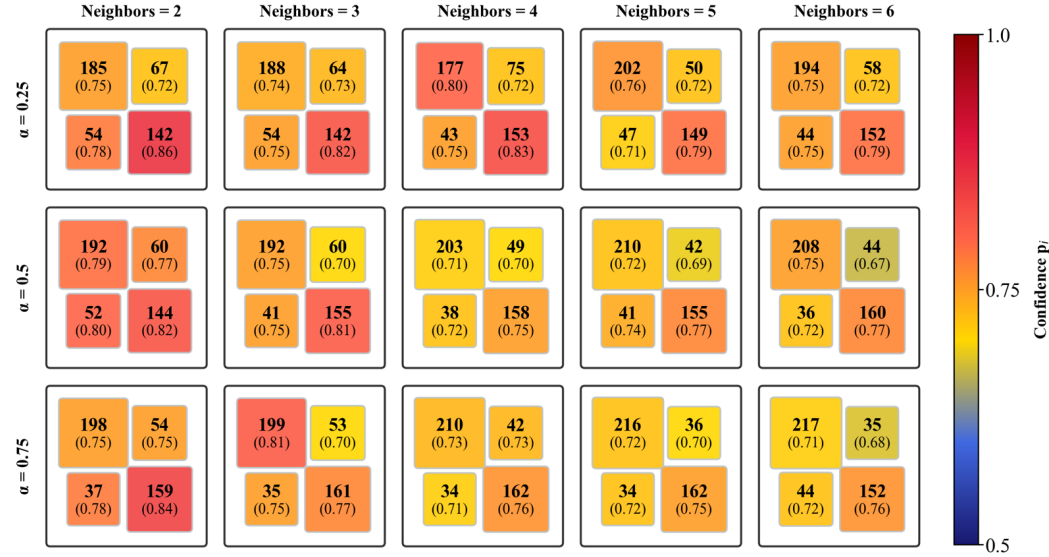 Neighbors = 2 Neighbors = 3 Neighbors = 4 Neighbors = 5 Neighbors = 6
α = 0.25
185 67 188 64 177 75 202 50 194 58
(0.75) (0.72) (0.74) (0.73) (0.80) (0.72) (0.76) (0.72) (0.75) (0.72)
54 142 54 142 43 153 47 149 44 152
(0.78) (0.86) (0.75) (0.82) (0.75) (0.83) (0.71) (0.79) (0.75) (0.79)
α = 0.5
192 60 192 60 203 49 210 42 208 44
(0.79) (0.77) (0.75) (0.70) (0.71) (0.70) (0.72) (0.69) (0.75) (0.67)
52 144 41 155 38 158 41 155 36 160
(0.80) (0.82) (0.75) (0.81) (0.72) (0.75) (0.74) (0.77) (0.72) (0.77)
α = 0.75
198 54 199 53 210 42 216 36 217 35
(0.75) (0.75) (0.81) (0.70) (0.73) (0.73) (0.72) (0.70) (0.71) (0.68)
37 159 35 161 34 162 34 162 44 152
(0.78) (0.84) (0.75) (0.77) (0.71) (0.76) (0.72) (0.75) (0.72) (0.76)
1.0
0.75
0.5
Confidence pi